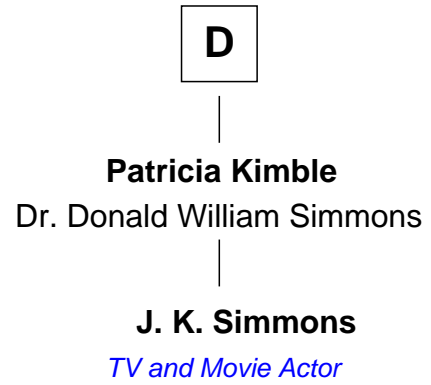 D
Patricia Kimble
Dr. Donald William Simmons
J. K. Simmons
TV and Movie Actor